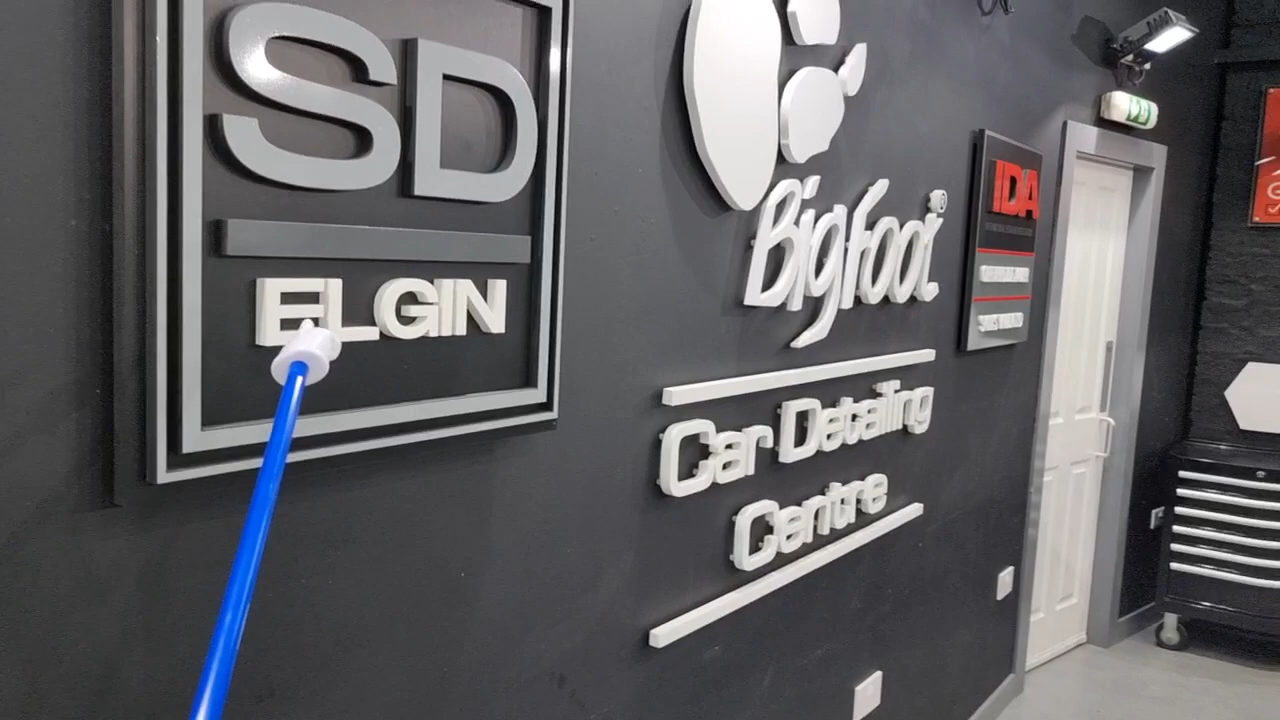 SD
ELGIN
BigFoot
Car Detailing
Centre
IDA